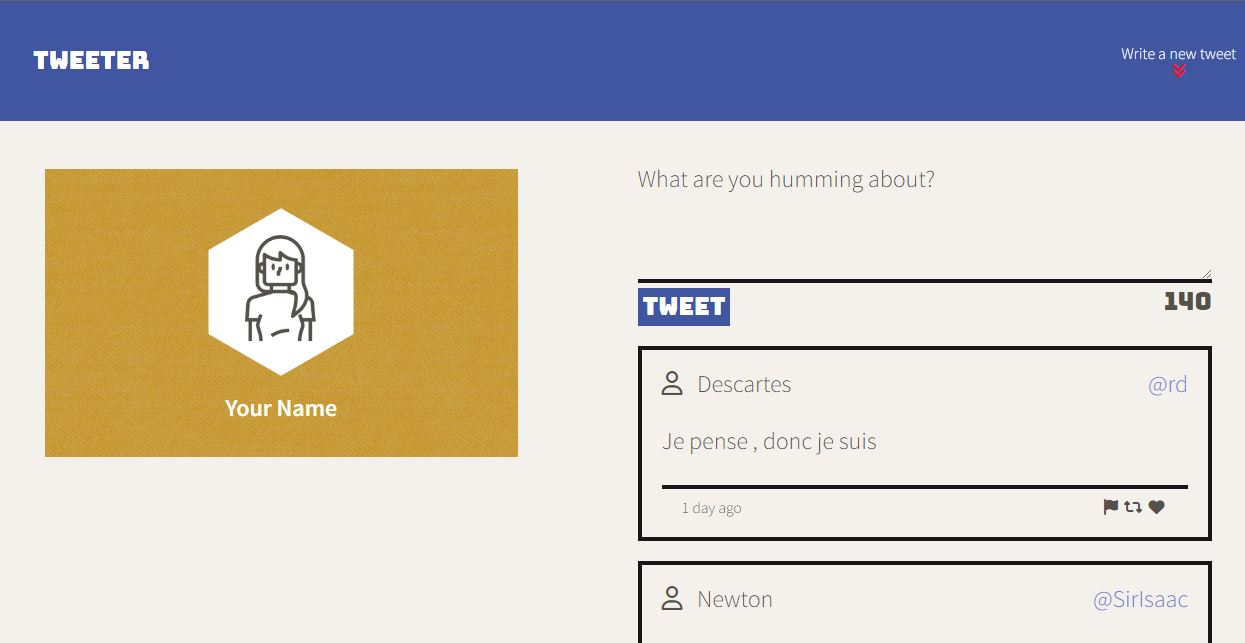 TWEETER
Write a new tweet
Your Name
What are you humming about?
TWEET
140
Descartes
@rd
Je pense , donc je suis
1 day ago
Newton
@SirIsaac